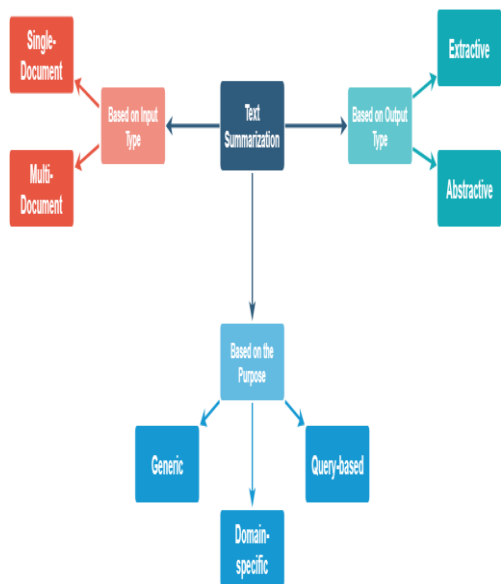 Single-
Document
Based on Input
Type
Multi-
Document
Text
Summarization
Based on Output
Type
Extractive
Abstractive
Based on the
Purpose
Generic
Query-based
Domain-
specific